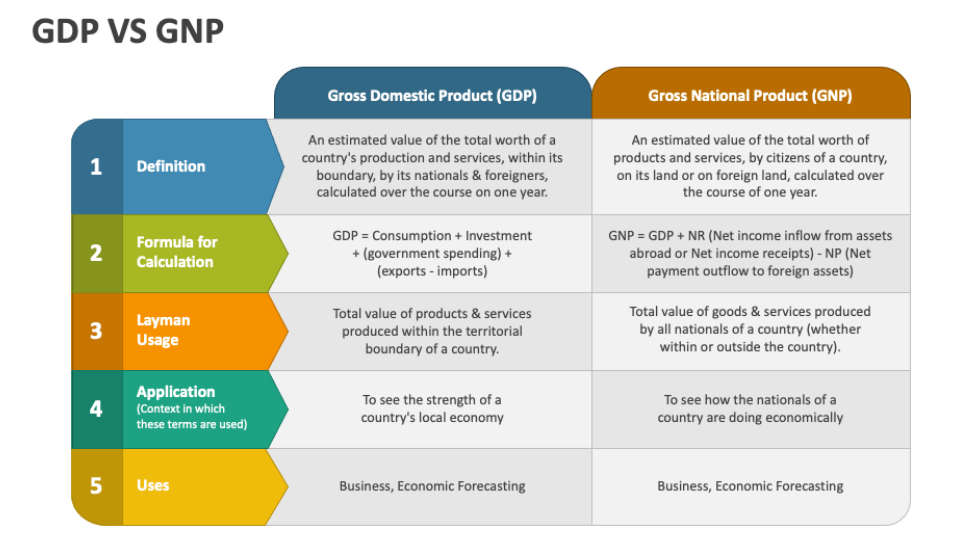 GDP VS GNP
Gross Domestic Product (GDP)
Gross National Product (GNP)
1
Definition
An estimated value of the total worth of a
country's production and services, within its
boundary, by its nationals & foreigners,
calculated over the course on one year.
An estimated value of the total worth of
products and services, by citizens of a country,
on its land or on foreign land, calculated over
the course of one year.
2
Formula for
Calculation
GDP = Consumption + Investment
+ (government spending) +
(exports - imports)
GNP = GDP + NR (Net income inflow from assets
abroad or Net income receipts) - NP (Net
payment outflow to foreign assets)
3
Layman
Usage
Total value of products & services
produced within the territorial
boundary of a country.
Total value of goods & services produced
by all nationals of a country (whether
within or outside the country).
4
Application
(Context in which
these terms are used)
To see the strength of a
country's local economy
To see how the nationals of a
country are doing economically
5
Uses
Business, Economic Forecasting
Business, Economic Forecasting